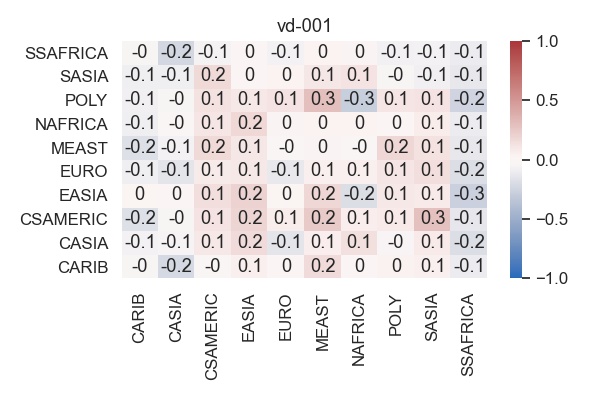 vd-001
SSAFRICA -0 -0.2 -0.1 0 -0.1 0 0 -0.1 -0.1 -0.1
SASIA -0.1 -0.1 0.2 0 0 0.1 0.1 -0 -0.1 -0.1
POLY -0.1 -0 0.1 0.1 0.1 0.3 -0.3 0.1 0.1 -0.2
NAFRICA -0.1 -0 0.1 0.2 0 0 0 0 0.1 -0.1
MEAST -0.2 -0.1 0.2 0.1 -0 0 -0 0.2 0.1 -0.1
EURO -0.1 -0.1 0.1 0.1 -0.1 0.1 0.1 0.1 0.1 -0.2
EASIA 0 0 0.1 0.2 0 0.2 -0.2 0.1 0.1 -0.3
CSAMERIC -0.2 -0 0.1 0.2 0.1 0.2 0.1 0.1 0.3 -0.1
CASIA -0.1 -0.1 0.1 0.2 -0.1 0.1 0.1 -0 0.1 -0.2
CARIB -0 -0.2 -0 0.1 0 0.2 0 0 0.1 -0.1
CARIB CASIA CSAMERIC EASIA EURO MEAST NAFRICA POLY SASIA SSAFRICA
1.0
0.5
0.0
−0.5
−1.0